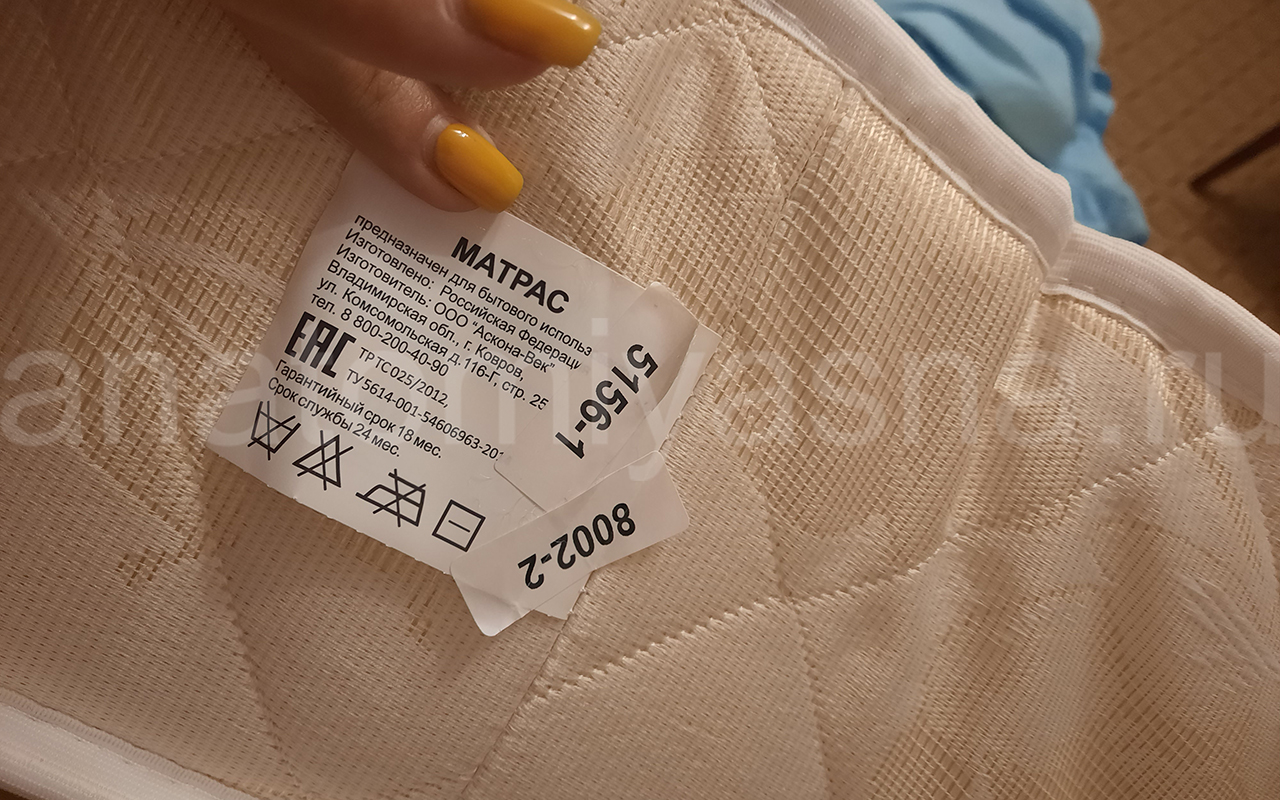 МАТРАС
предназначен для бытового использ
Изготовлено: Российская Федераци
Изготовитель: ООО "Аскона-Век"
Владимирская обл., г. Ковров,
ул. Комсомольская д.116-Г, стр. 25
тел. 8 800-200-40-90
ЕАС
ТР ТС025/2012,
ТУ 5614-001-54606963-20
Гарантийный срок 18 мес.
Срок службы 24 мес.
5156-1
8002-2